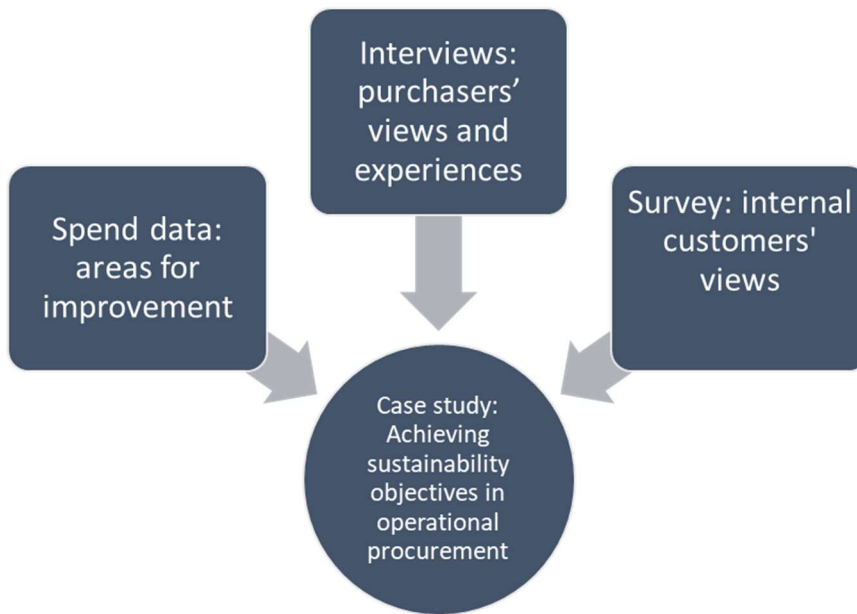 Interviews:
purchasers’
views and
experiences
Spend data:
areas for
improvement
Survey: internal
customers'
views
Case study:
Achieving
sustainability
objectives in
operational
procurement